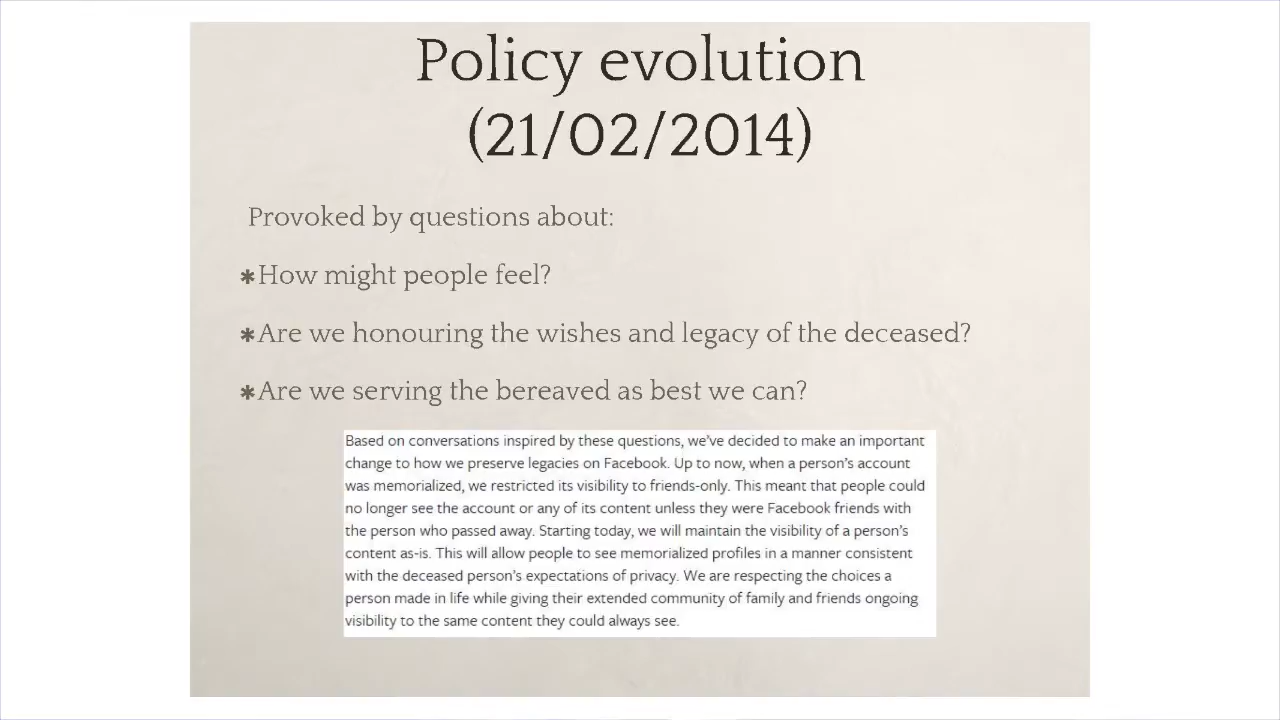 Policy evolution
(21/02/2014)
Provoked by questions about:
✱How might people feel?
✱Are we honouring the wishes and legacy of the deceased?
✱Are we serving the bereaved as best we can?
Based on conversations inspired by these questions, we've decided to make an important
change to how we preserve legacies on Facebook. Up to now, when a person's account
was memorialized, we restricted its visibility to friends-only. This meant that people could
no longer see the account or any of its content unless they were Facebook friends with
the person who passed away. Starting today, we will maintain the visibility of a person's
content as-is. This will allow people to see memorialized profiles in a manner consistent
with the deceased person's expectations of privacy. We are respecting the choices a
person made in life while giving their extended community of family and friends ongoing
visibility to the same content they could always see.